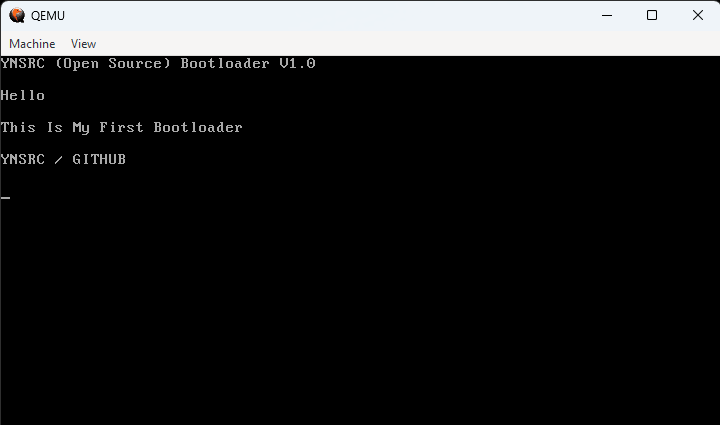 QEMU
Machine View
YNSRC (Open Source) Bootloader V1.0
Hello
This Is My First Bootloader
YNSRC / GITHUB